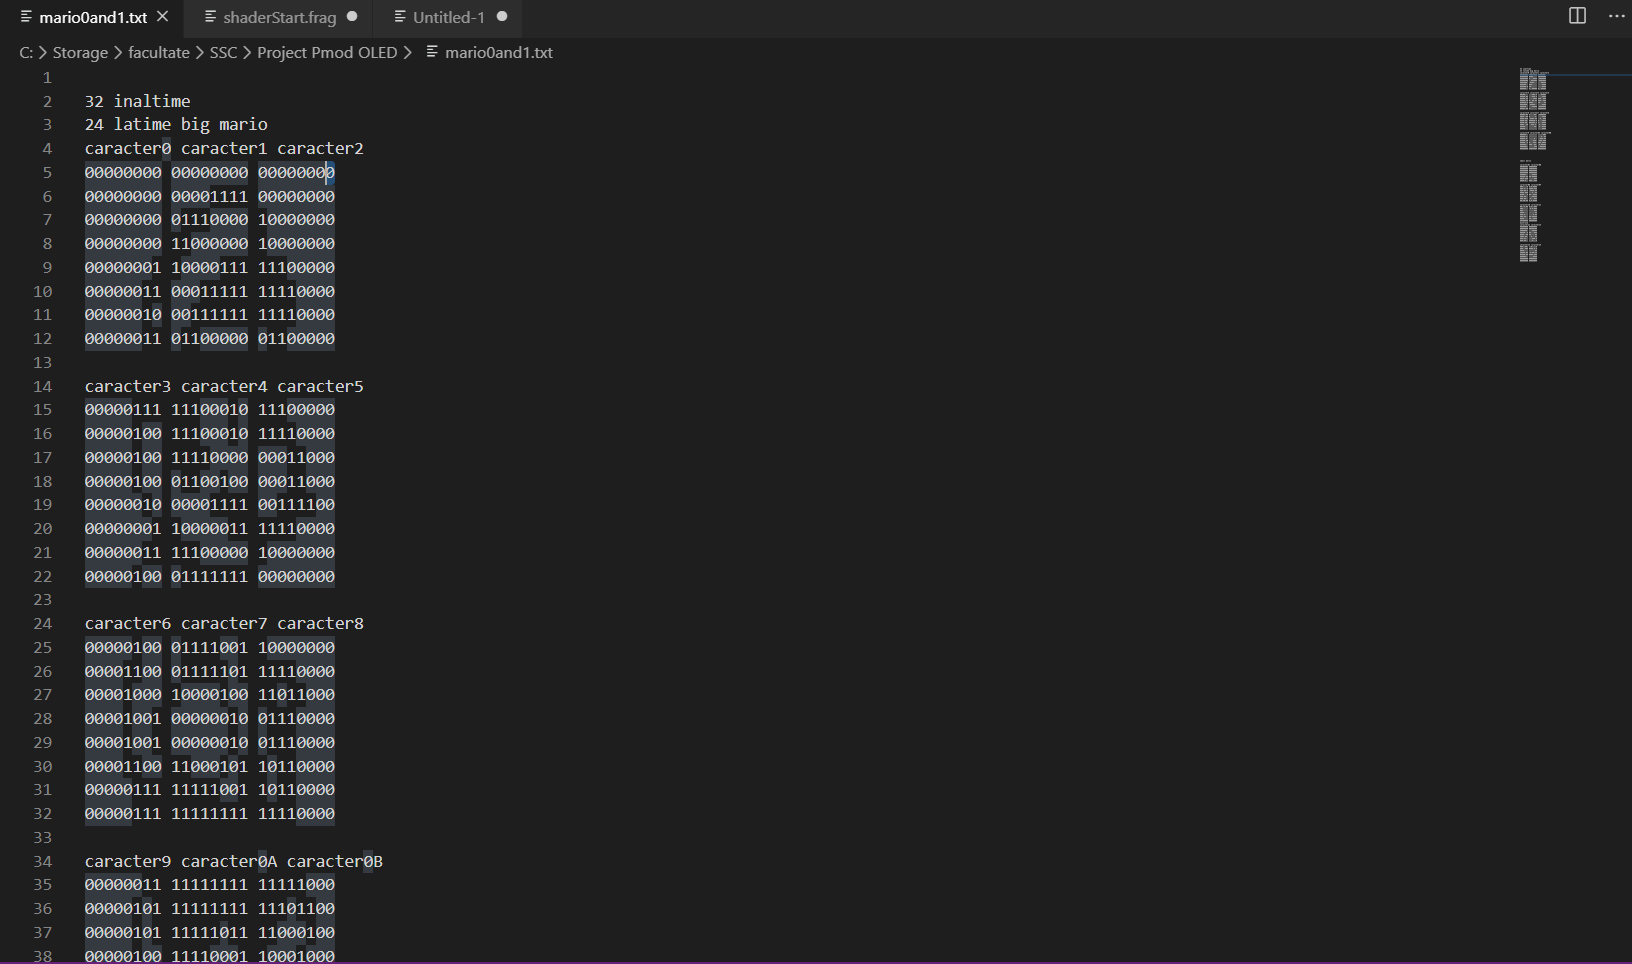 mario0and1.txt shaderStart.frag Untitled-1
C: > Storage > facultate > SSC > Project Pmod OLED > mario0and1.txt
1
2 32 inaltime
3 24 latime big mario
4 caracter0 caracter1 caracter2
5 00000000 00000000 00000000
6 00000000 00001111 00000000
7 00000000 01110000 10000000
8 00000000 11000000 10000000
9 00000001 10000111 11100000
10 00000011 00011111 11110000
11 00000010 00111111 11110000
12 00000011 01100000 01100000
13
14 caracter3 caracter4 caracter5
15 00000111 11100010 11100000
16 00000100 11100010 11110000
17 00000100 11110000 00011000
18 00000100 01100100 00011000
19 00000010 00001111 00111100
20 00000001 10000011 11110000
21 00000011 11100000 10000000
22 00000100 01111111 00000000
23
24 caracter6 caracter7 caracter8
25 00000100 01111001 10000000
26 00001100 01111101 11110000
27 00001000 10000100 11011000
28 00001001 00000010 01110000
29 00001001 00000010 01110000
30 00001100 11000101 10110000
31 00000111 11111001 10110000
32 00000111 11111111 11110000
33
34 caracter9 caracter0A caracter0B
35 00000011 11111111 11111000
36 00000101 11111111 11101100
37 00000101 11111011 11000100
38 00000100 11110001 10001000